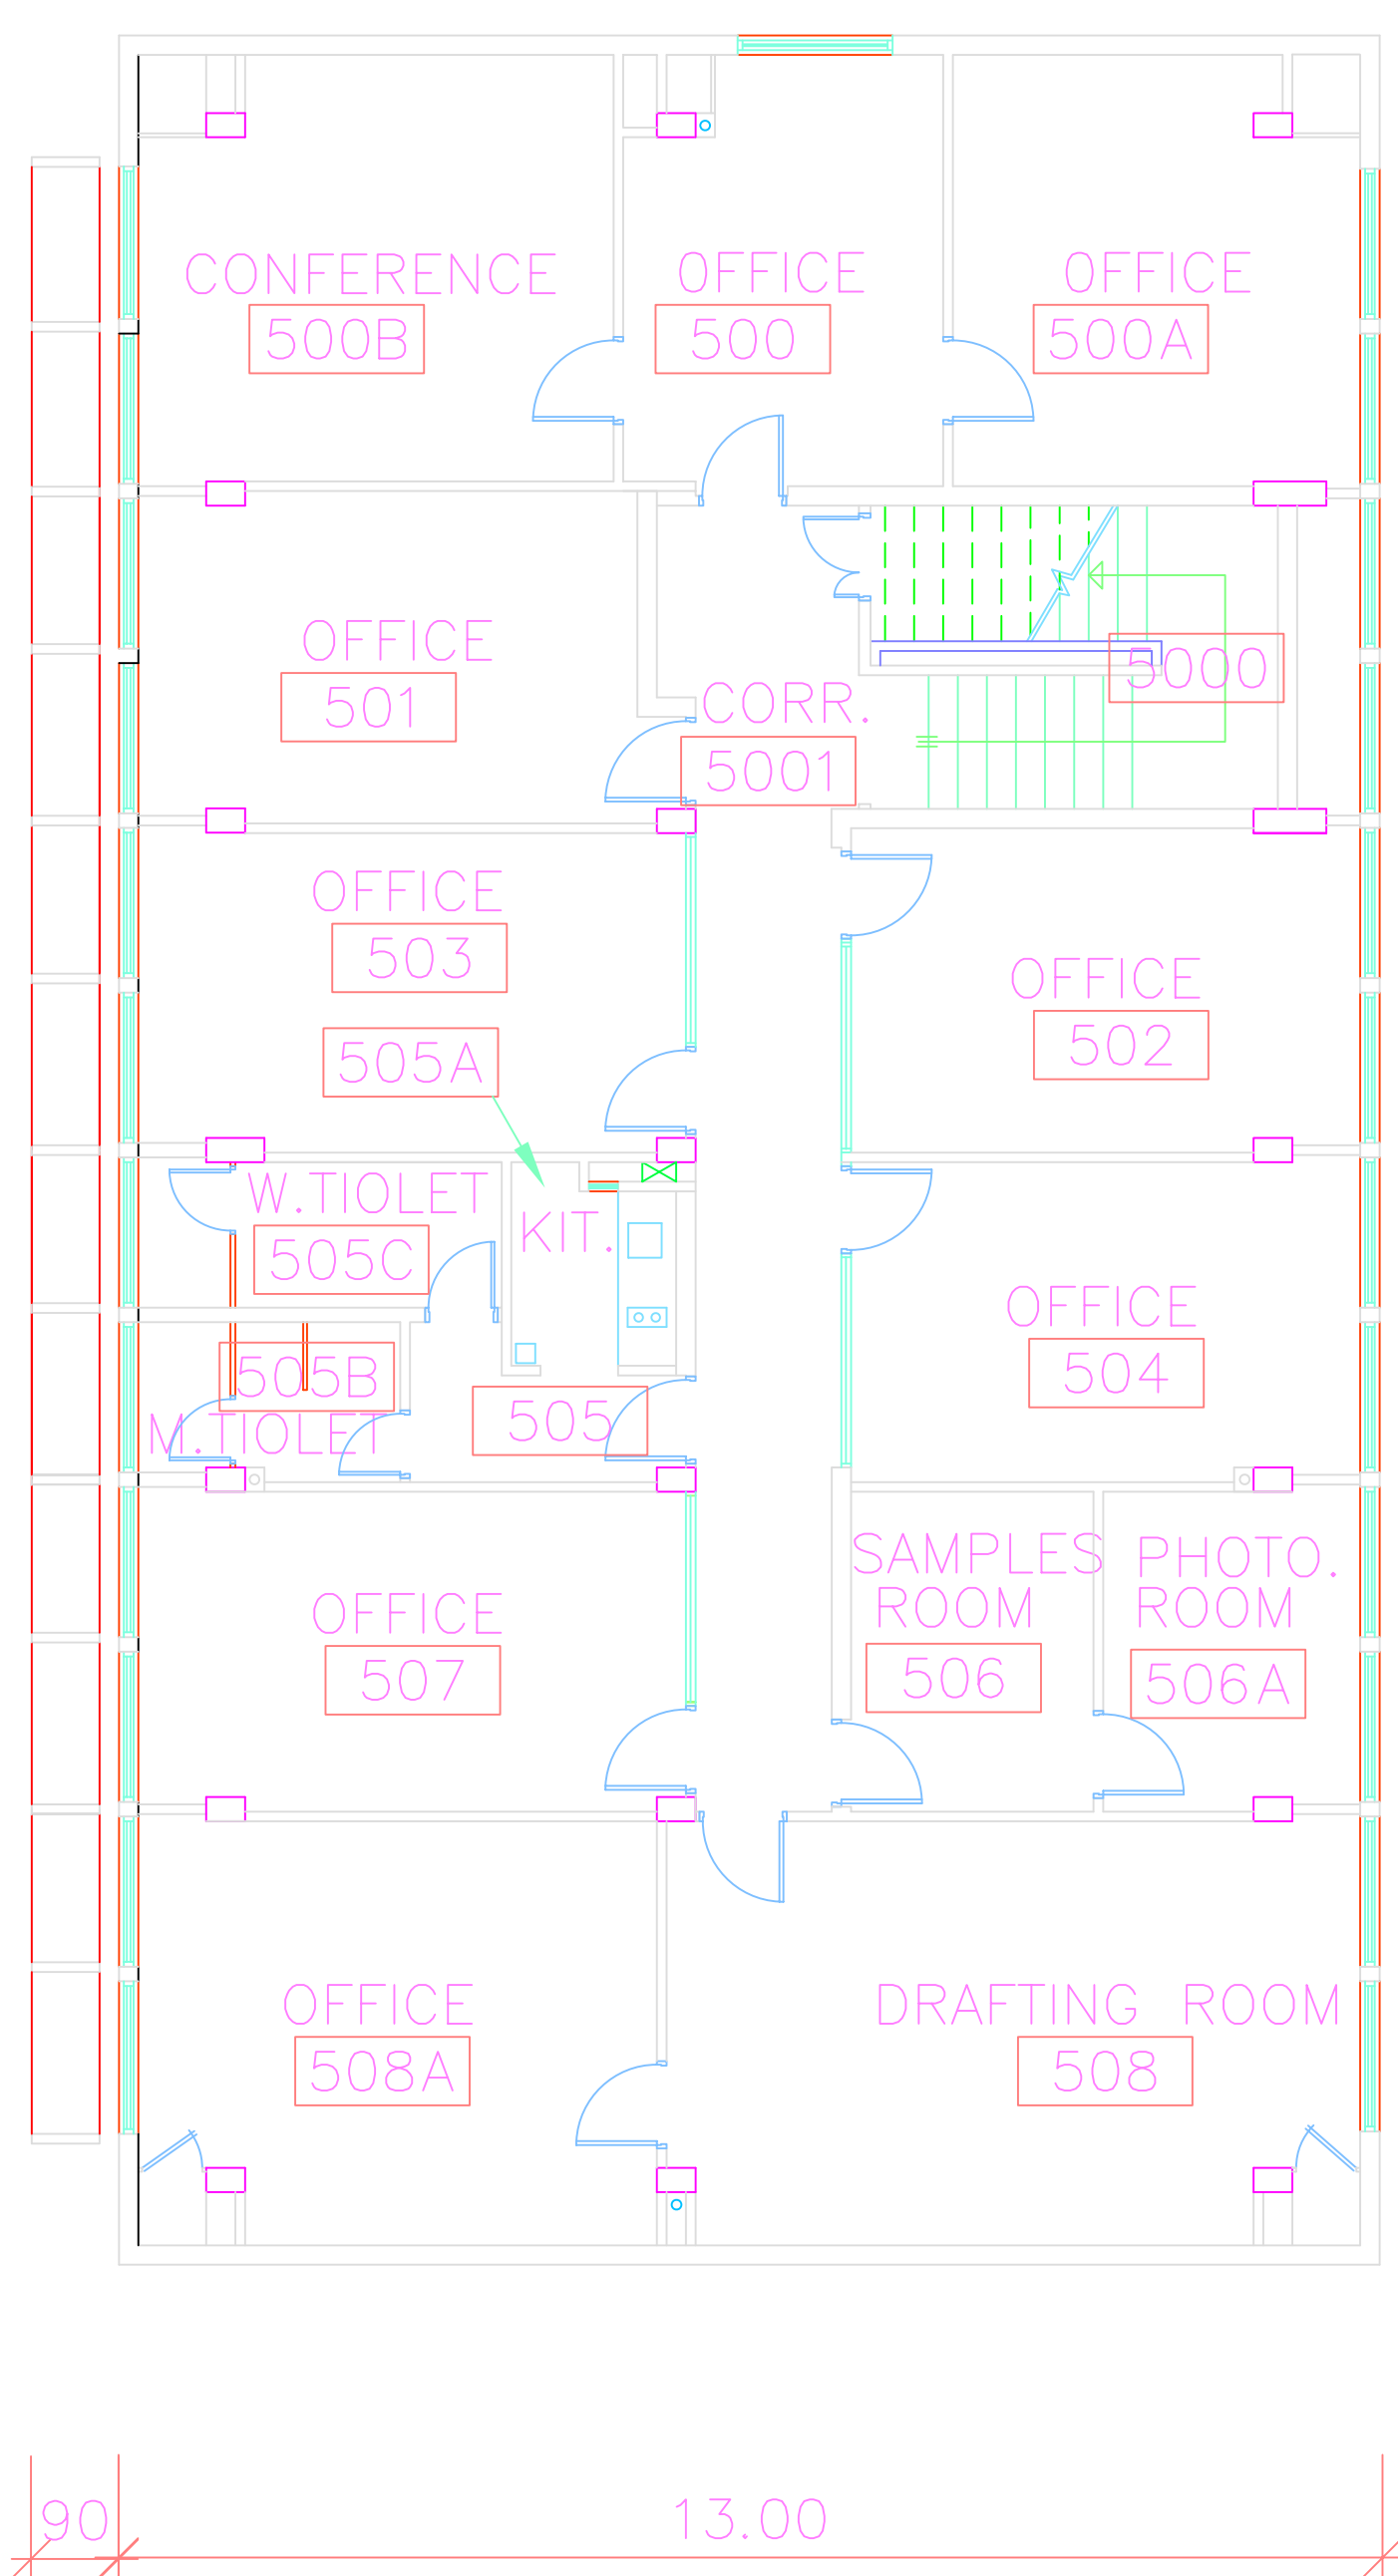 CONFERENCE
500B
OFFICE
500
OFFICE
500A
OFFICE
501
5000
CORR.
5001
OFFICE
503
OFFICE
502
505A
W.TIOLET
505C
KIT.
OFFICE
504
505B
M.TIOLET
505
SAMPLES
ROOM
506
PHOTO.
ROOM
506A
OFFICE
507
OFFICE
508A
DRAFTING ROOM
508
90
13.00